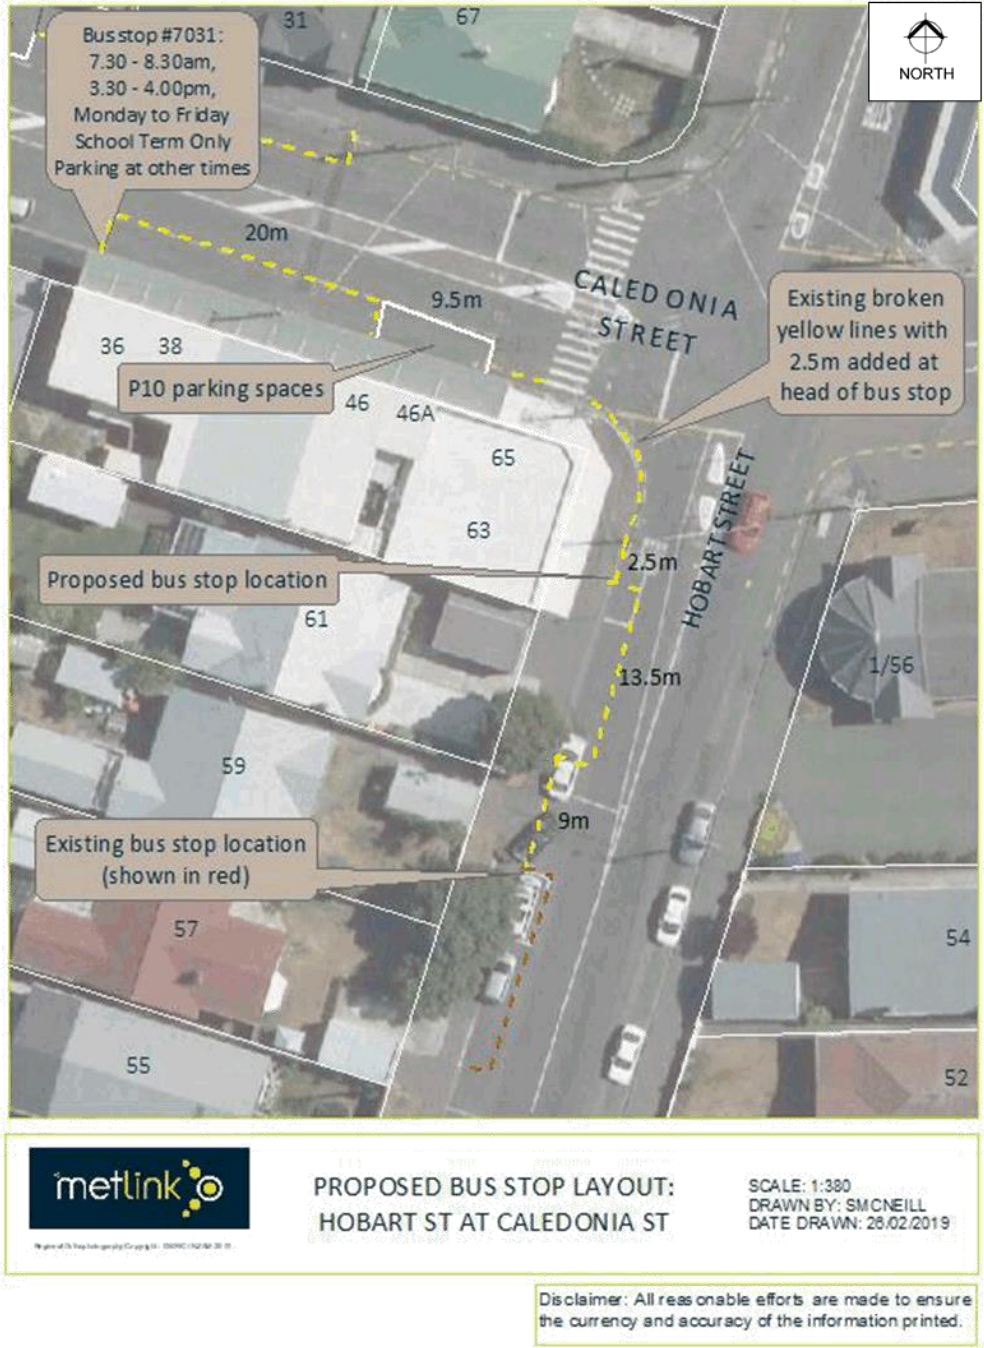 31
67
NORTH
Bus stop #7031:
7.30 - 8.30am,
3.30 - 4.00pm,
Monday to Friday
School Term Only
Parking at other times
20m
9.5m
CALEDONIA
STREET
Existing broken
yellow lines with
2.5m added at
head of bus stop
36
38
P10 parking spaces
46
46A
65
63
HOBART STREET
2.5m
Proposed bus stop location
61
13.5m
1/56
59
9m
Existing bus stop location
(shown in red)
57
54
55
52
metlink
PROPOSED BUS STOP LAYOUT:
HOBART ST AT CALEDONIA ST
SCALE: 1:380
DRAWN BY: SMCNEILL
DATE DRAWN: 26/02/2019
Disclaimer: All reasonable efforts are made to ensure
the currency and accuracy of the information printed.